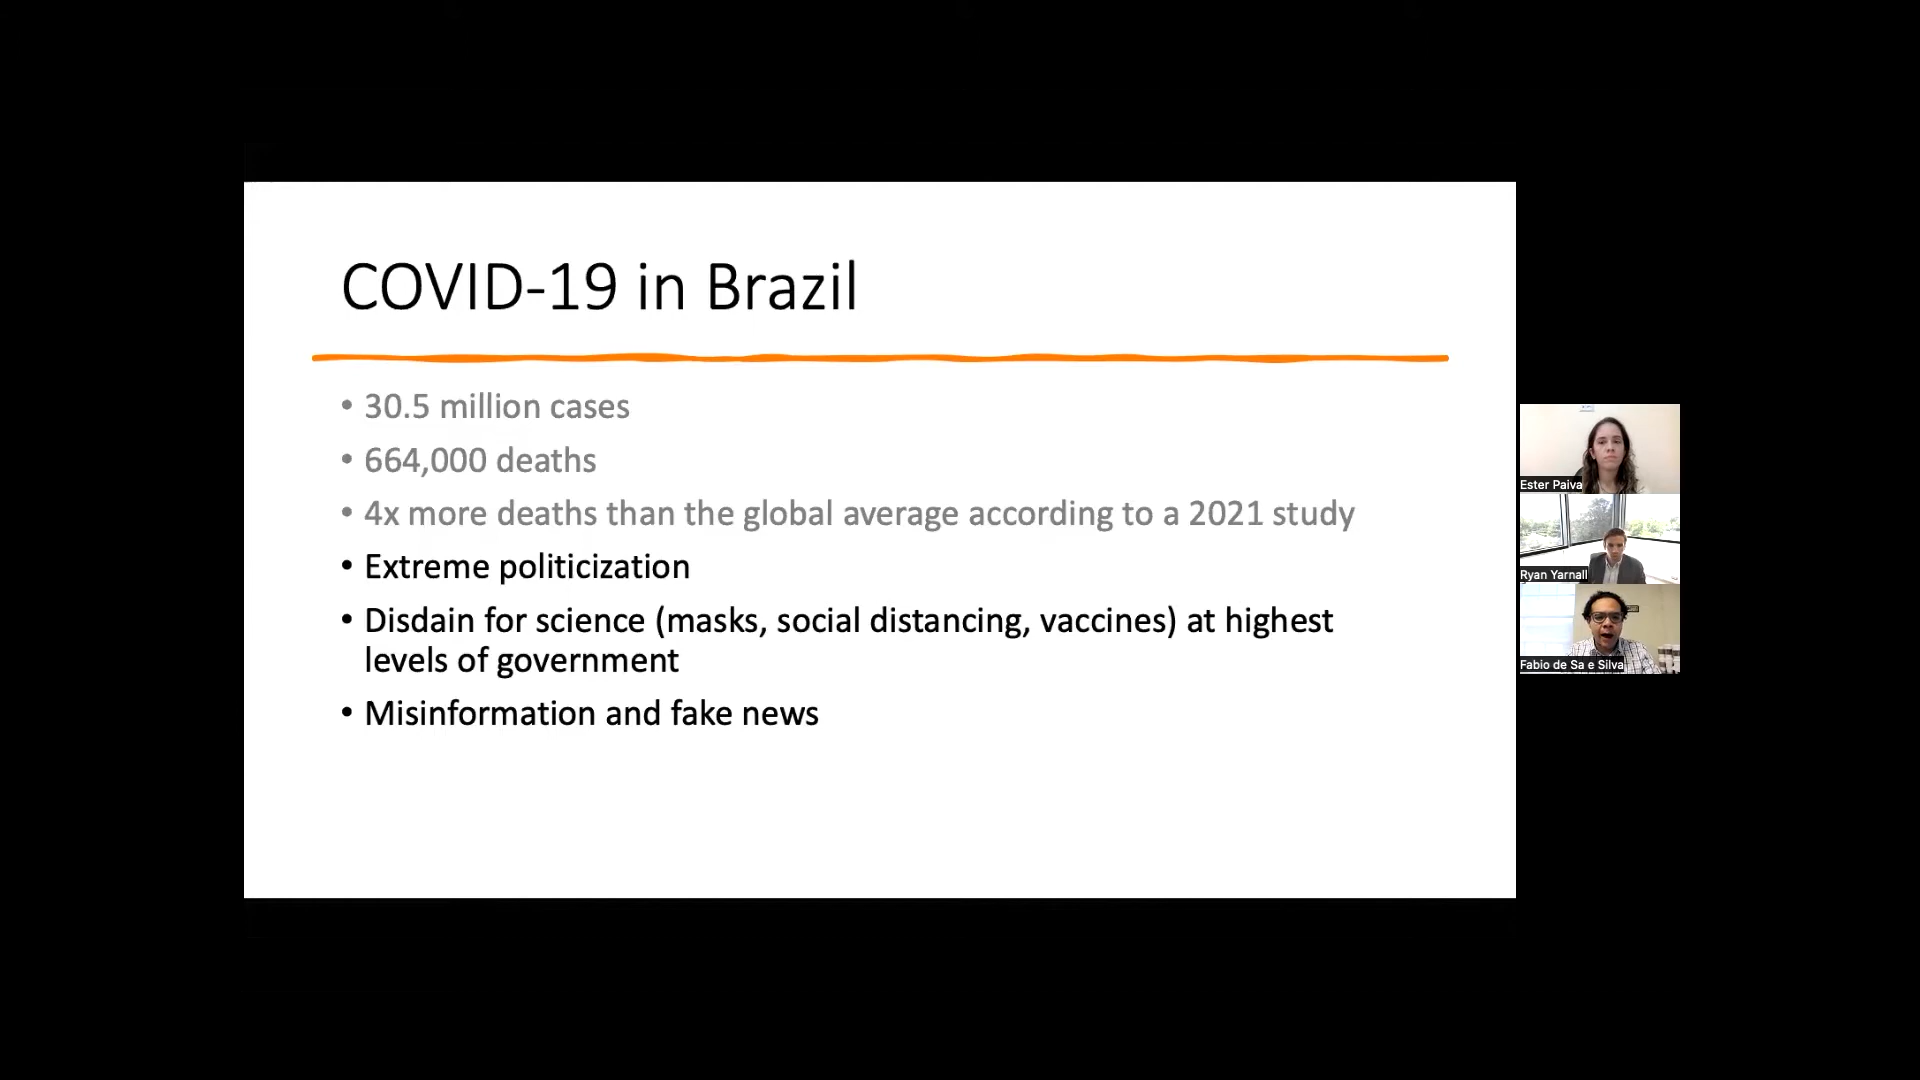 COVID-19 in Brazil
• 30.5 million cases
• 664,000 deaths
• 4x more deaths than the global average according to a 2021 study
• Extreme politicization
• Disdain for science (masks, social distancing, vaccines) at highest
levels of government
• Misinformation and fake news
Ester Paiva
Ryan Yarnall
Fabio de Sa e Silva